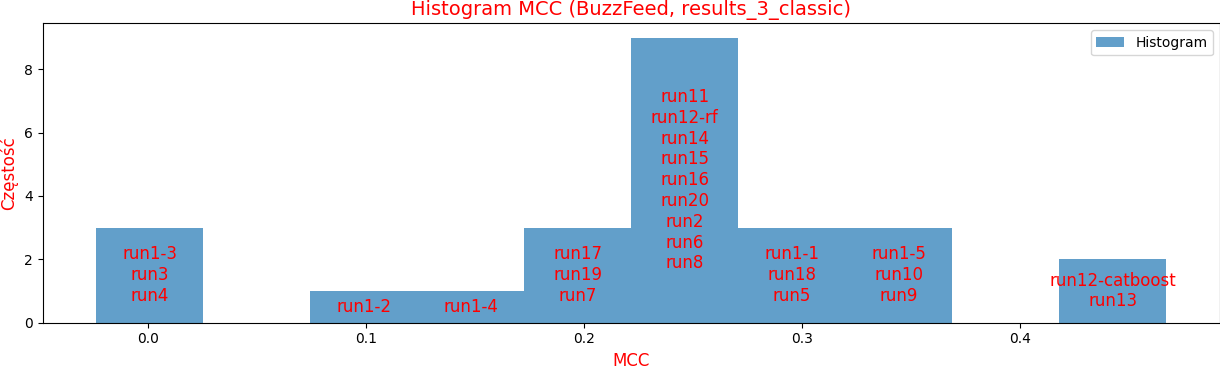 Histogram MCC (BuzzFeed, results_3_classic)
Histogram
Częstość
8
6
4
2
0
run1-3
run3
run4
run1-2
run1-4
run17
run19
run7
run11
run12-rf
run14
run15
run16
run20
run2
run6
run8
run1-1
run18
run5
run1-5
run10
run9
run12-catboost
run13
0.0
0.1
0.2
0.3
0.4
MCC